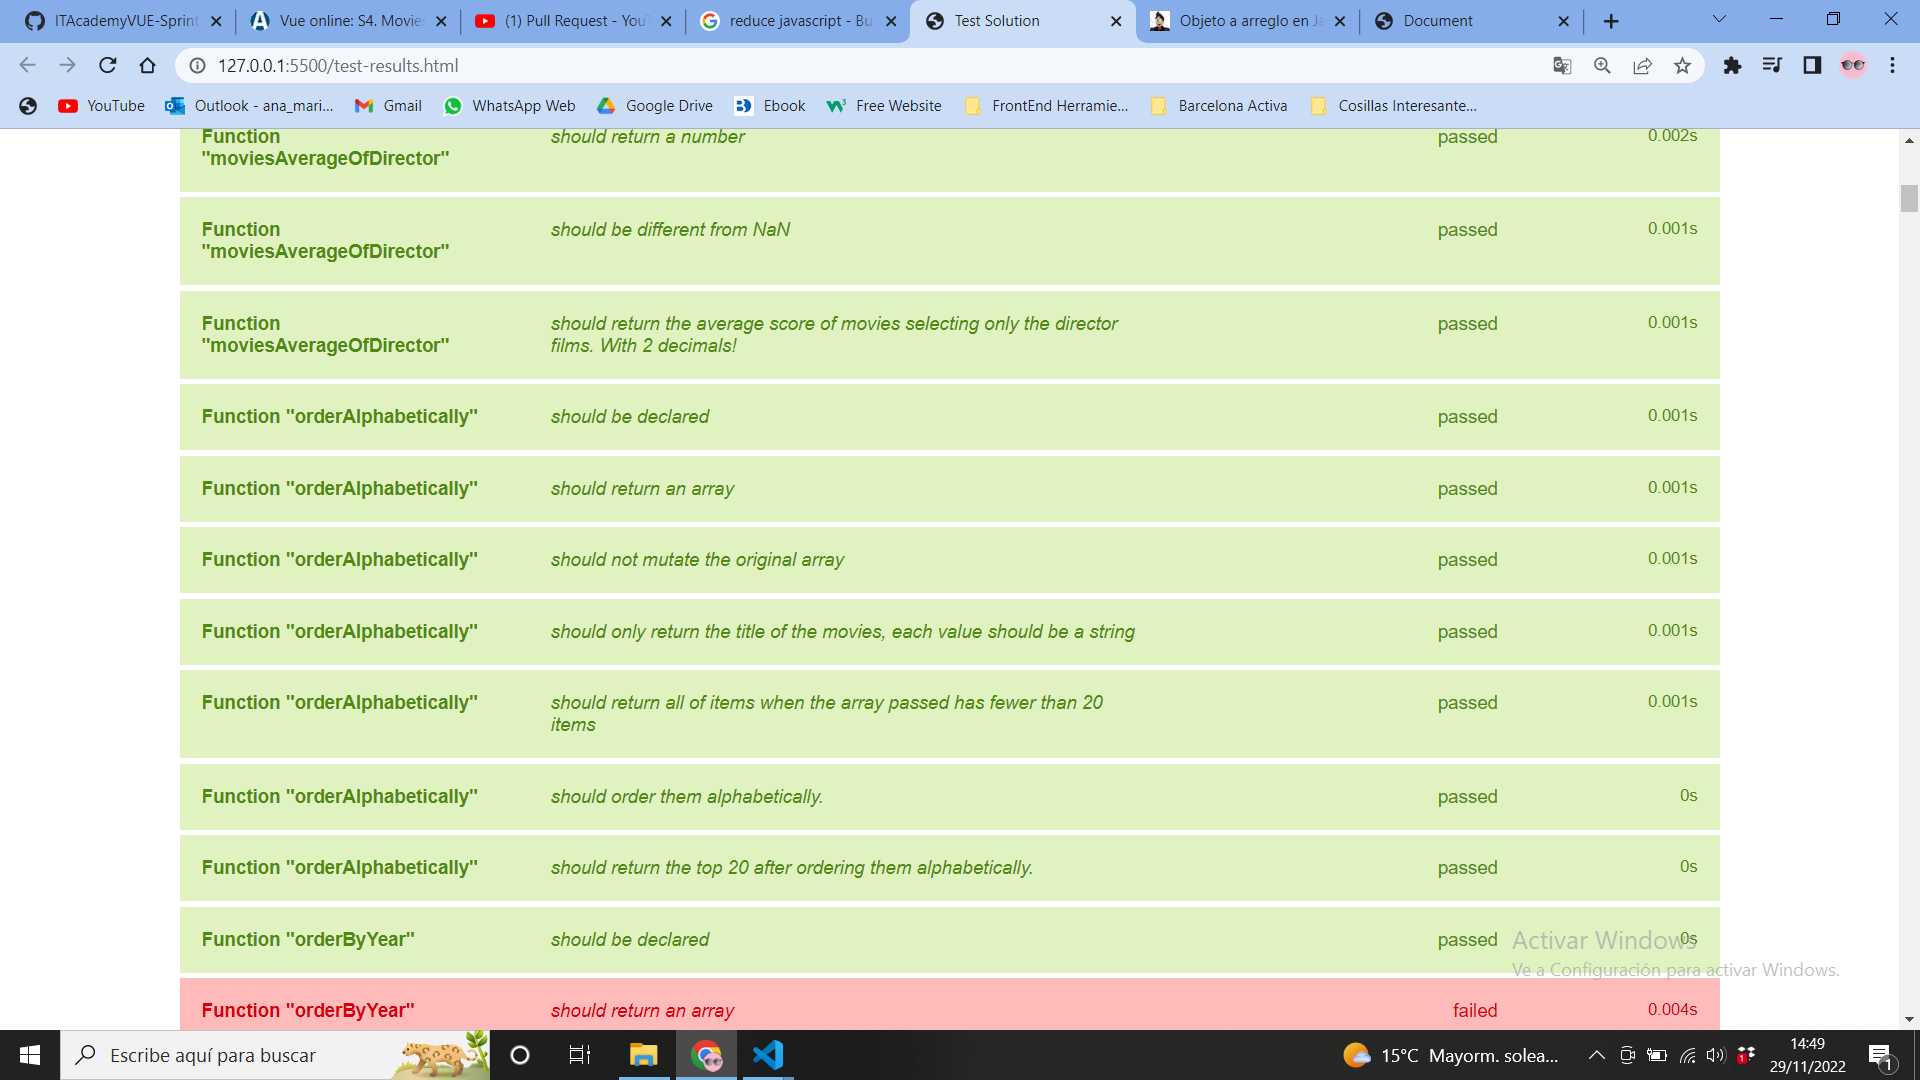 ITAcademyVUE-Sprint
Vue online: S4. Movie
(1) Pull Request - YouT
reduce javascript - Bu
Test Solution
Objeto a arreglo en Ja
Document
127.0.0.1:5500/test-results.html
YouTube
Outlook - ana_mari...
Gmail
WhatsApp Web
Google Drive
Ebook
Free Website
FrontEnd Herramie...
Barcelona Activa
Cosillas Interesante...
Function
"moviesAverageOfDirector"
should return a number
passed
0.002s
Function
"moviesAverageOfDirector"
should be different from NaN
passed
0.001s
Function
"moviesAverageOfDirector"
should return the average score of movies selecting only the director
films. With 2 decimals!
passed
0.001s
Function "orderAlphabetically"
should be declared
passed
0.001s
Function "orderAlphabetically"
should return an array
passed
0.001s
Function "orderAlphabetically"
should not mutate the original array
passed
0.001s
Function "orderAlphabetically"
should only return the title of the movies, each value should be a string
passed
0.001s
Function "orderAlphabetically"
should return all of items when the array passed has fewer than 20
items
passed
0.001s
Function "orderAlphabetically"
should order them alphabetically.
passed
0s
Function "orderAlphabetically"
should return the top 20 after ordering them alphabetically.
passed
0s
Function "orderByYear"
should be declared
passed
0s
Activar Windows
Ve a Configuración para activar Windows.
Function "orderByYear"
should return an array
failed
0.004s
Escribe aquí para buscar
15°C Mayorm. solea...
1
14:49
29/11/2022
1